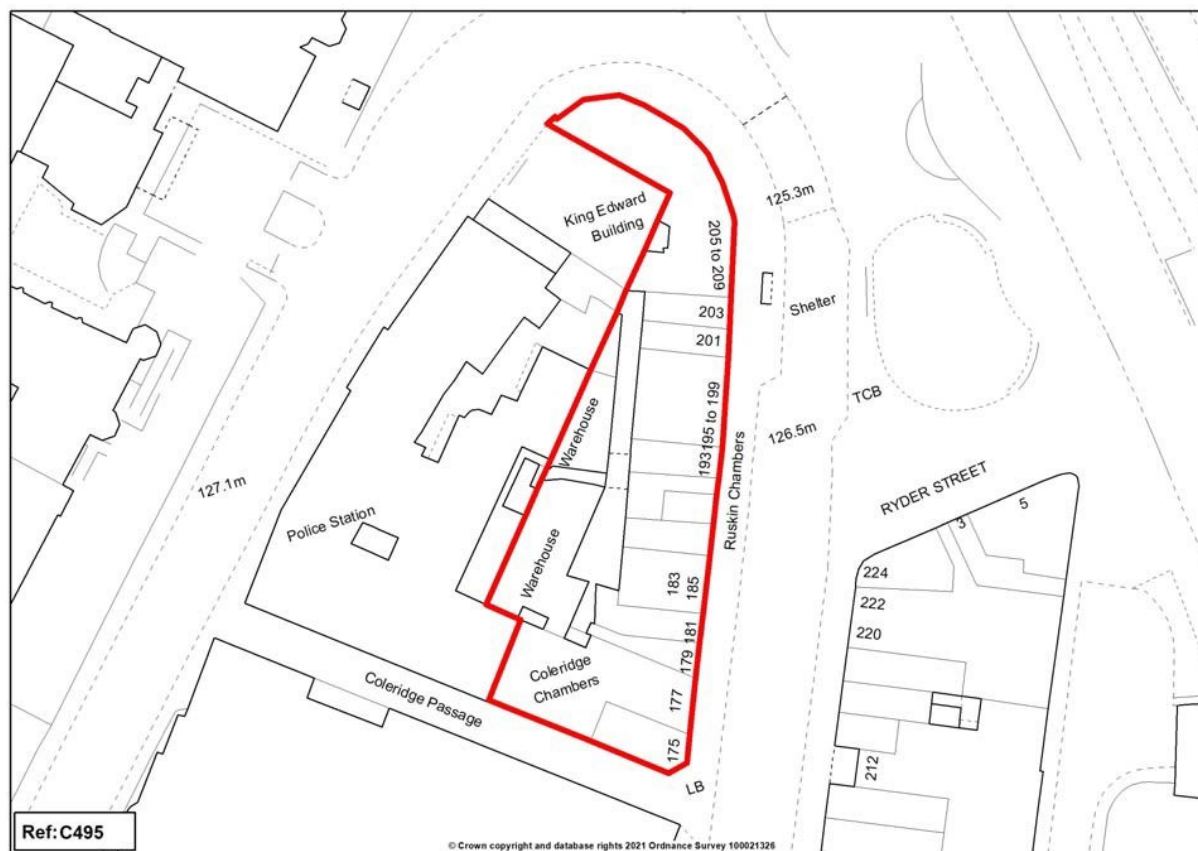 King Edward
Building
205 to 209
125.3m
203
Shelter
201
Warehouse
195 to 199
TCB
126.5m
193
Ruskin Chambers
127.1m
Police Station
RYDER STREET
3
5
Warehouse
183
185
224
222
220
181
179
Coleridge
Chambers
177
Coleridge Passage
175
212
LB
Ref:C495
© Crown copyright and database rights 2021 Ordnance Survey 100021326